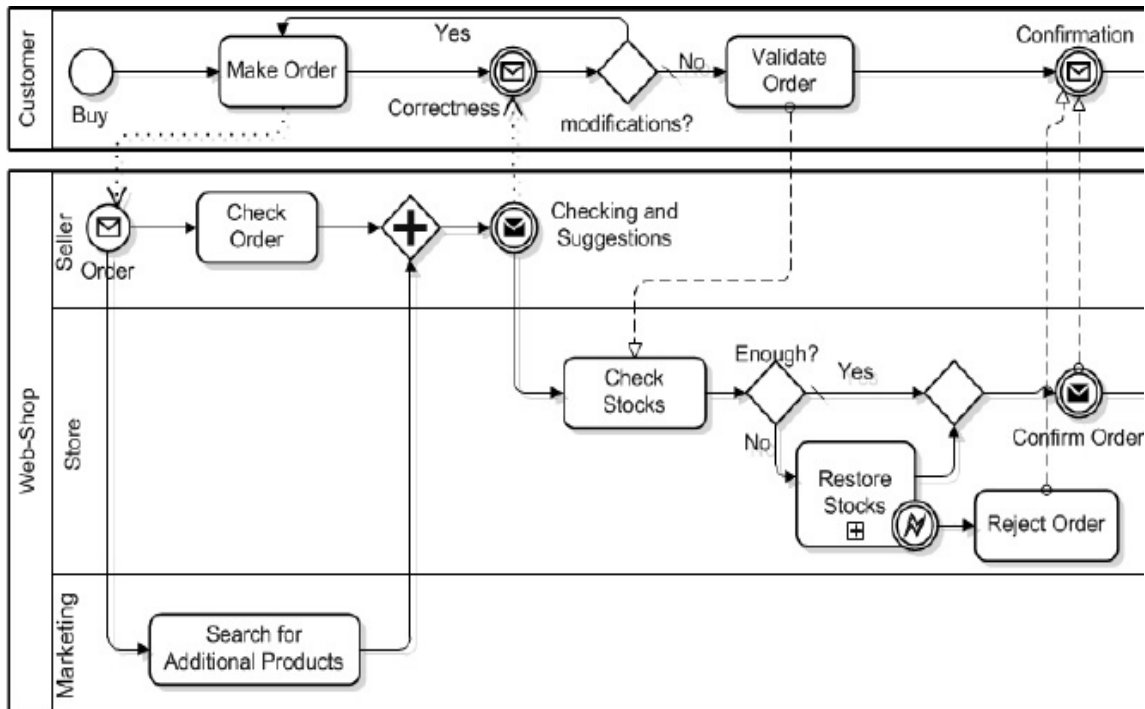 Customer
Buy
Make Order
Yes
Correctness
modifications?
No
Validate
Order
Confirmation
Web-Shop
Seller
Order
Check
Order
Checking and
Suggestions
Store
Check
Stocks
Enough?
Yes
No
Restore
Stocks
Confirm Order
Reject Order
Marketing
Search for
Additional Products